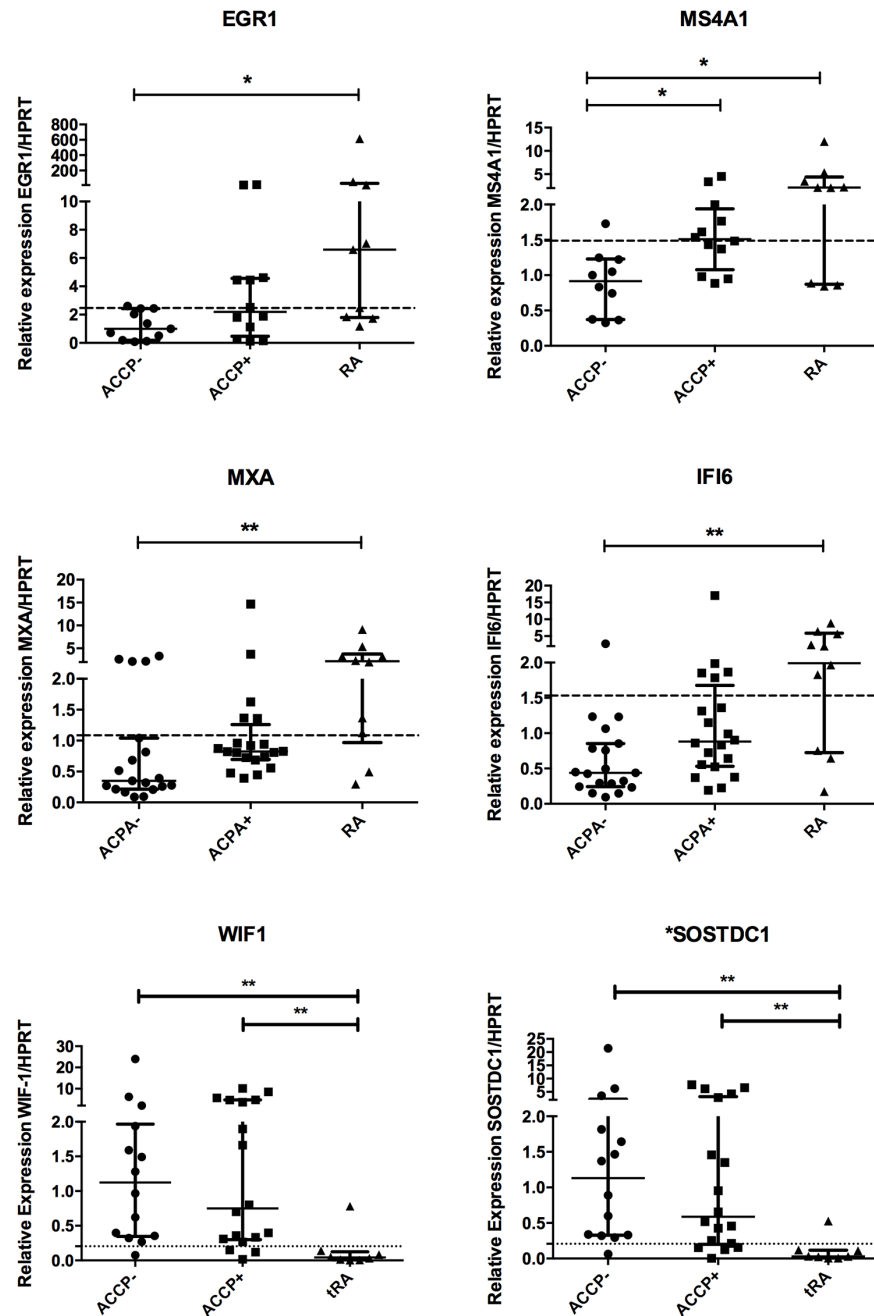 EGR1
*
Relative expression EGR1/HPRT
800
600
400
200
10
8
6
4
2
0
ACCP-
ACCP+
RA
MS4A1
*
*
Relative expression MS4A1/HPRT
15
10
5
2.0
1.5
1.0
0.5
0.0
ACCP-
ACCP+
RA
MXA
**
Relative expression MXA/HPRT
20
15
10
5
2.0
1.5
1.0
0.5
0.0
ACPA-
ACPA+
RA
IFI6
**
Relative expression IFI6/HPRT
20
15
10
5
2.0
1.5
1.0
0.5
0.0
ACPA-
ACPA+
RA
WIF1
**
**
Relative Expression WIF-1/HPRT
30
20
10
2.0
1.5
1.0
0.5
0.0
ACCP-
ACCP+
tRA
*SOSTDC1
**
**
Relative Expression SOSTDC1/HPRT
25
20
15
10
5
2.0
1.5
1.0
0.5
0.0
ACCP-
ACCP+
tRA